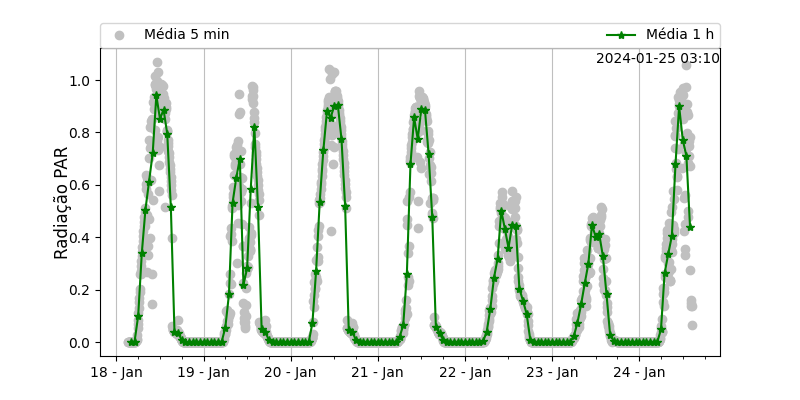 Média 5 min
Média 1 h
2024-01-25 03:10
Radiação PAR
1.0
0.8
0.6
0.4
0.2
0.0
18 - Jan
19 - Jan
20 - Jan
21 - Jan
22 - Jan
23 - Jan
24 - Jan